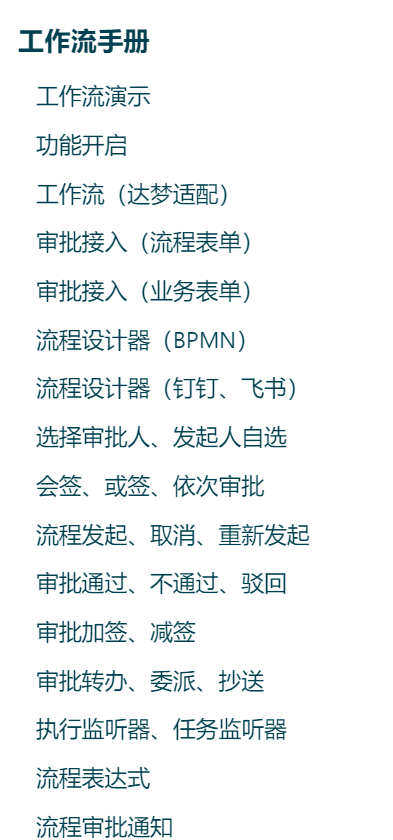 工作流手册
工作流演示
功能开启
工作流（达梦适配）
审批接入（流程表单）
审批接入（业务表单）
流程设计器（BPMN）
流程设计器（钉钉、飞书）
选择审批人、发起人自选
会签、或签、依次审批
流程发起、取消、重新发起
审批通过、不通过、驳回
审批加签、减签
审批转办、委派、抄送
执行监听器、任务监听器
流程表达式
流程审批通知